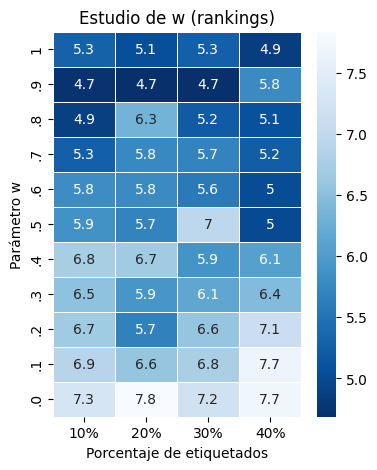 Estudio de w (rankings)
1 5.3 5.1 5.3 4.9
.9 4.7 4.7 4.7 5.8
.8 4.9 6.3 5.2 5.1
.7 5.3 5.8 5.7 5.2
.6 5.8 5.8 5.6 5
.5 5.9 5.7 7 5
.4 6.8 6.7 5.9 6.1
.3 6.5 5.9 6.1 6.4
.2 6.7 5.7 6.6 7.1
.1 6.9 6.6 6.8 7.7
.0 7.3 7.8 7.2 7.7
10% 20% 30% 40%
Porcentaje de etiquetados
Parámetro w
7.5
7.0
6.5
6.0
5.5
5.0